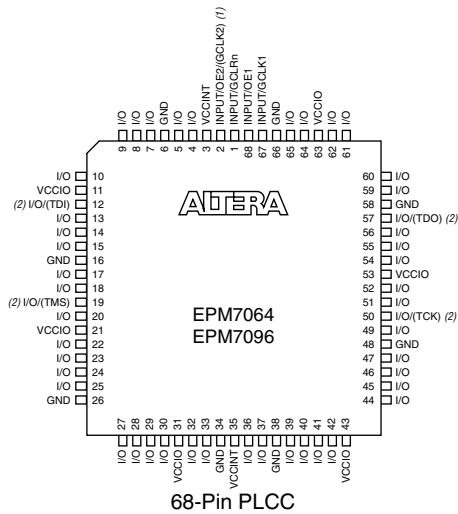 I/O
I/O
I/O
GND
I/O
I/O
VCCINT
INPUT/OE2/(GCLK2) (1)
INPUT/GCLRn
INPUT/OE1
INPUT/GCLK1
GND
I/O
I/O
VCCIO
I/O
I/O
9 8 7 6 5 4 3 2 1 68 67 66 65 64 63 62 61
I/O 10
VCCIO 11
(2) I/O/(TDI) 12
I/O 13
I/O 14
I/O 15
GND 16
I/O 17
I/O 18
(2) I/O/(TMS) 19
I/O 20
VCCIO 21
I/O 22
I/O 23
I/O 24
I/O 25
GND 26
ALTERA
EPM7064
EPM7096
60 I/O
59 I/O
58 GND
57 I/O/(TDO) (2)
56 I/O
55 I/O
54 I/O
53 VCCIO
52 I/O
51 I/O
50 I/O/(TCK) (2)
49 I/O
48 GND
47 I/O
46 I/O
45 I/O
44 I/O
27 28 29 30 31 32 33 34 35 36 37 38 39 40 41 42 43
I/O
I/O
I/O
I/O
VCCIO
I/O
I/O
GND
VCCINT
I/O
I/O
GND
I/O
I/O
I/O
I/O
VCCIO
68-Pin PLCC